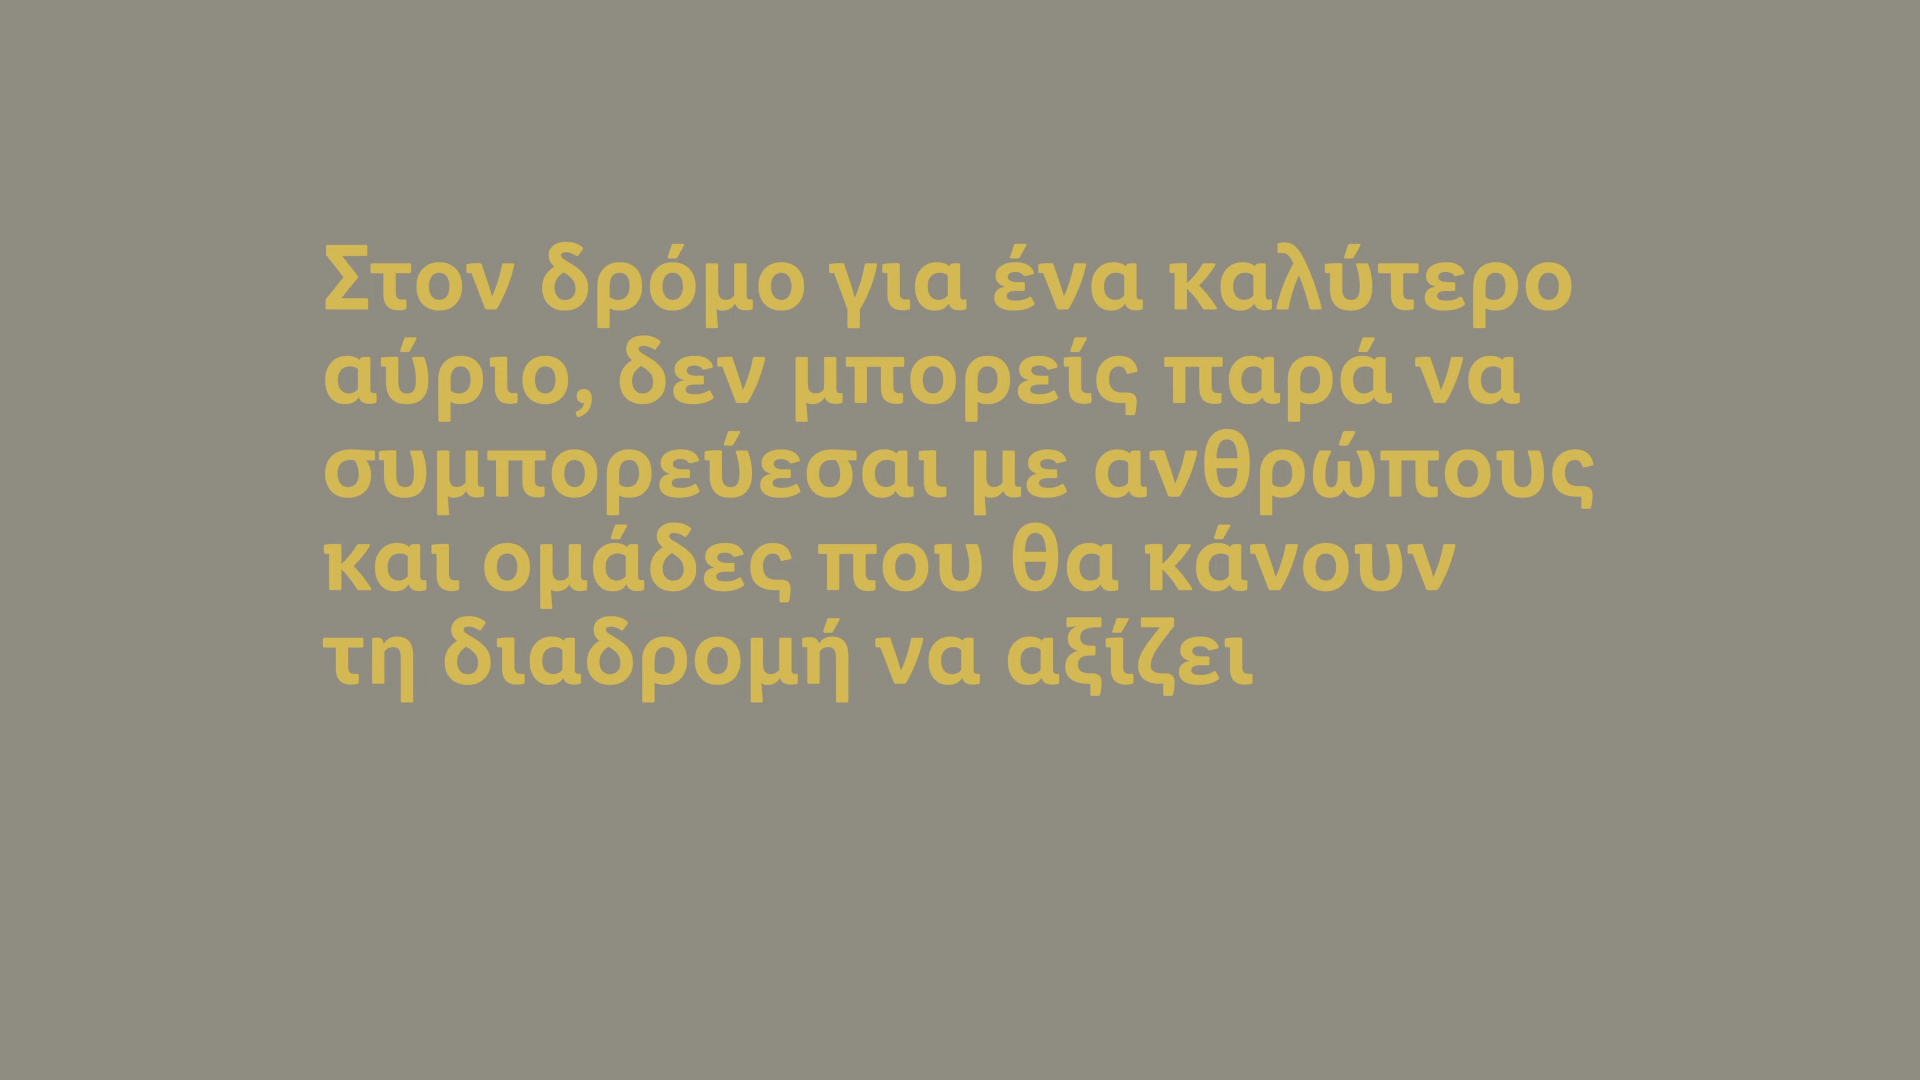 Στον δρόμο για ένα καλύτερο
αύριο, δεν μπορείς παρά να
συμπορεύεσαι με ανθρώπους
και ομάδες που θα κάνουν
τη διαδρομή να αξίζει